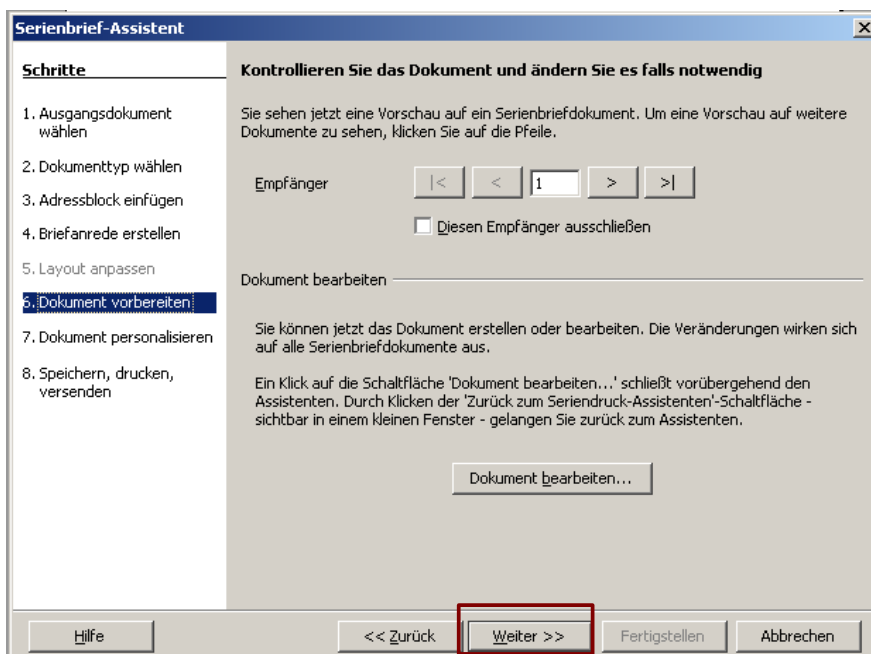 Serienbrief-Assistent
Schritte
1. Ausgangsdokument
wählen
2. Dokumenttyp wählen
3. Adressblock einfügen
4. Briefanrede erstellen
5. Layout anpassen
6. Dokument vorbereiten
7. Dokument personalisieren
8. Speichern, drucken,
versenden
Kontrollieren Sie das Dokument und ändern Sie es falls notwendig
Sie sehen jetzt eine Vorschau auf ein Serienbriefdokument. Um eine Vorschau auf weitere
Dokumente zu sehen, klicken Sie auf die Pfeile.
Empfänger |< < 1 > >|
Diesen Empfänger ausschließen
Dokument bearbeiten
Sie können jetzt das Dokument erstellen oder bearbeiten. Die Veränderungen wirken sich
auf alle Serienbriefdokumente aus.
Ein Klick auf die Schaltfläche 'Dokument bearbeiten...' schließt vorübergehend den
Assistenten. Durch Klicken der 'Zurück zum Seriendruck-Assistenten'-Schaltfläche -
sichtbar in einem kleinen Fenster - gelangen Sie zurück zum Assistenten.
Dokument bearbeiten...
Hilfe << Zurück Weiter >> Fertigstellen Abbrechen